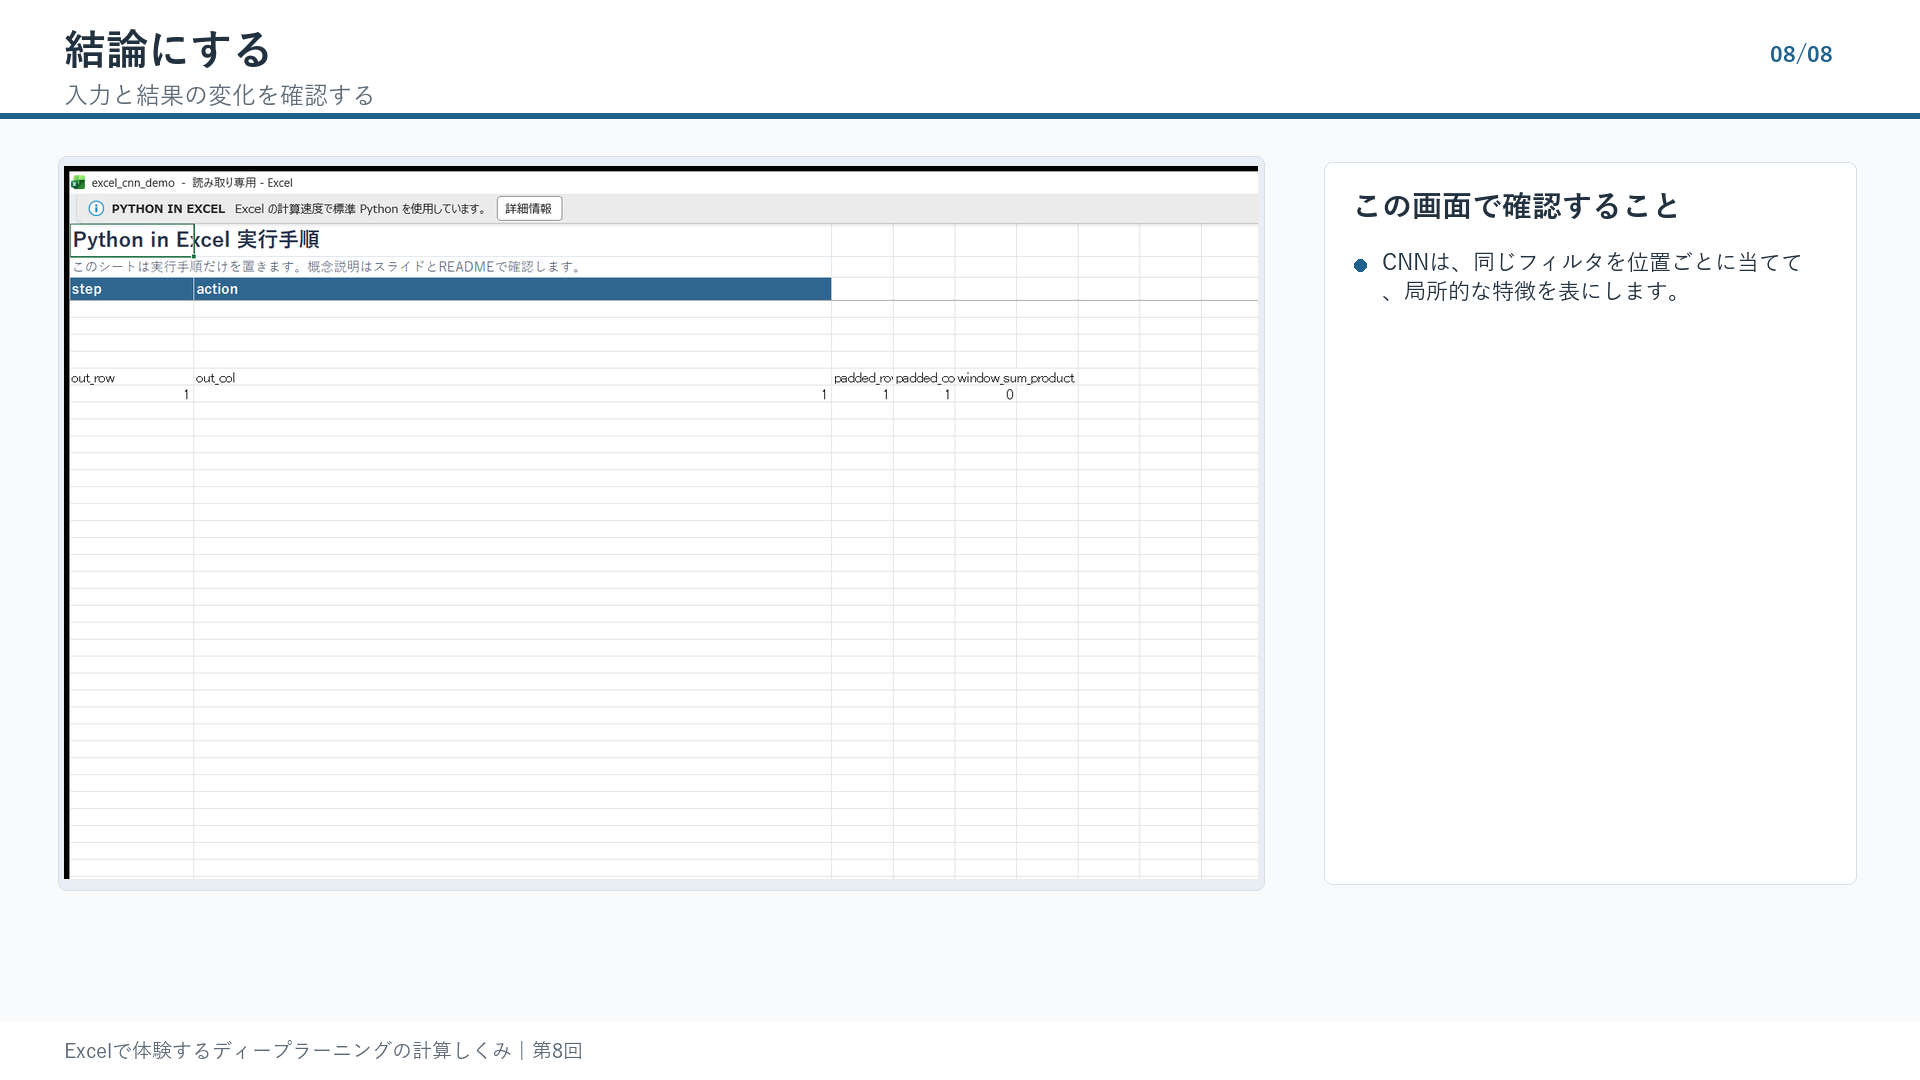 結論にする
08/08
入力と結果の変化を確認する
excel_cnn_demo - 読み取り専用 - Excel
PYTHON IN EXCEL Excel の計算速度で標準 Python を使用しています。 詳細情報
Python in Excel 実行手順
このシートは実行手順だけを置きます。概念説明はスライドとREADMEで確認します。
step action
out_row out_col padded_ro padded_co window_sum_product
1 1 1 1 0
この画面で確認すること
CNNは、同じフィルタを位置ごとに当てて
、局所的な特徴を表にします。
Excelで体験するディープラーニングの計算しくみ｜第8回